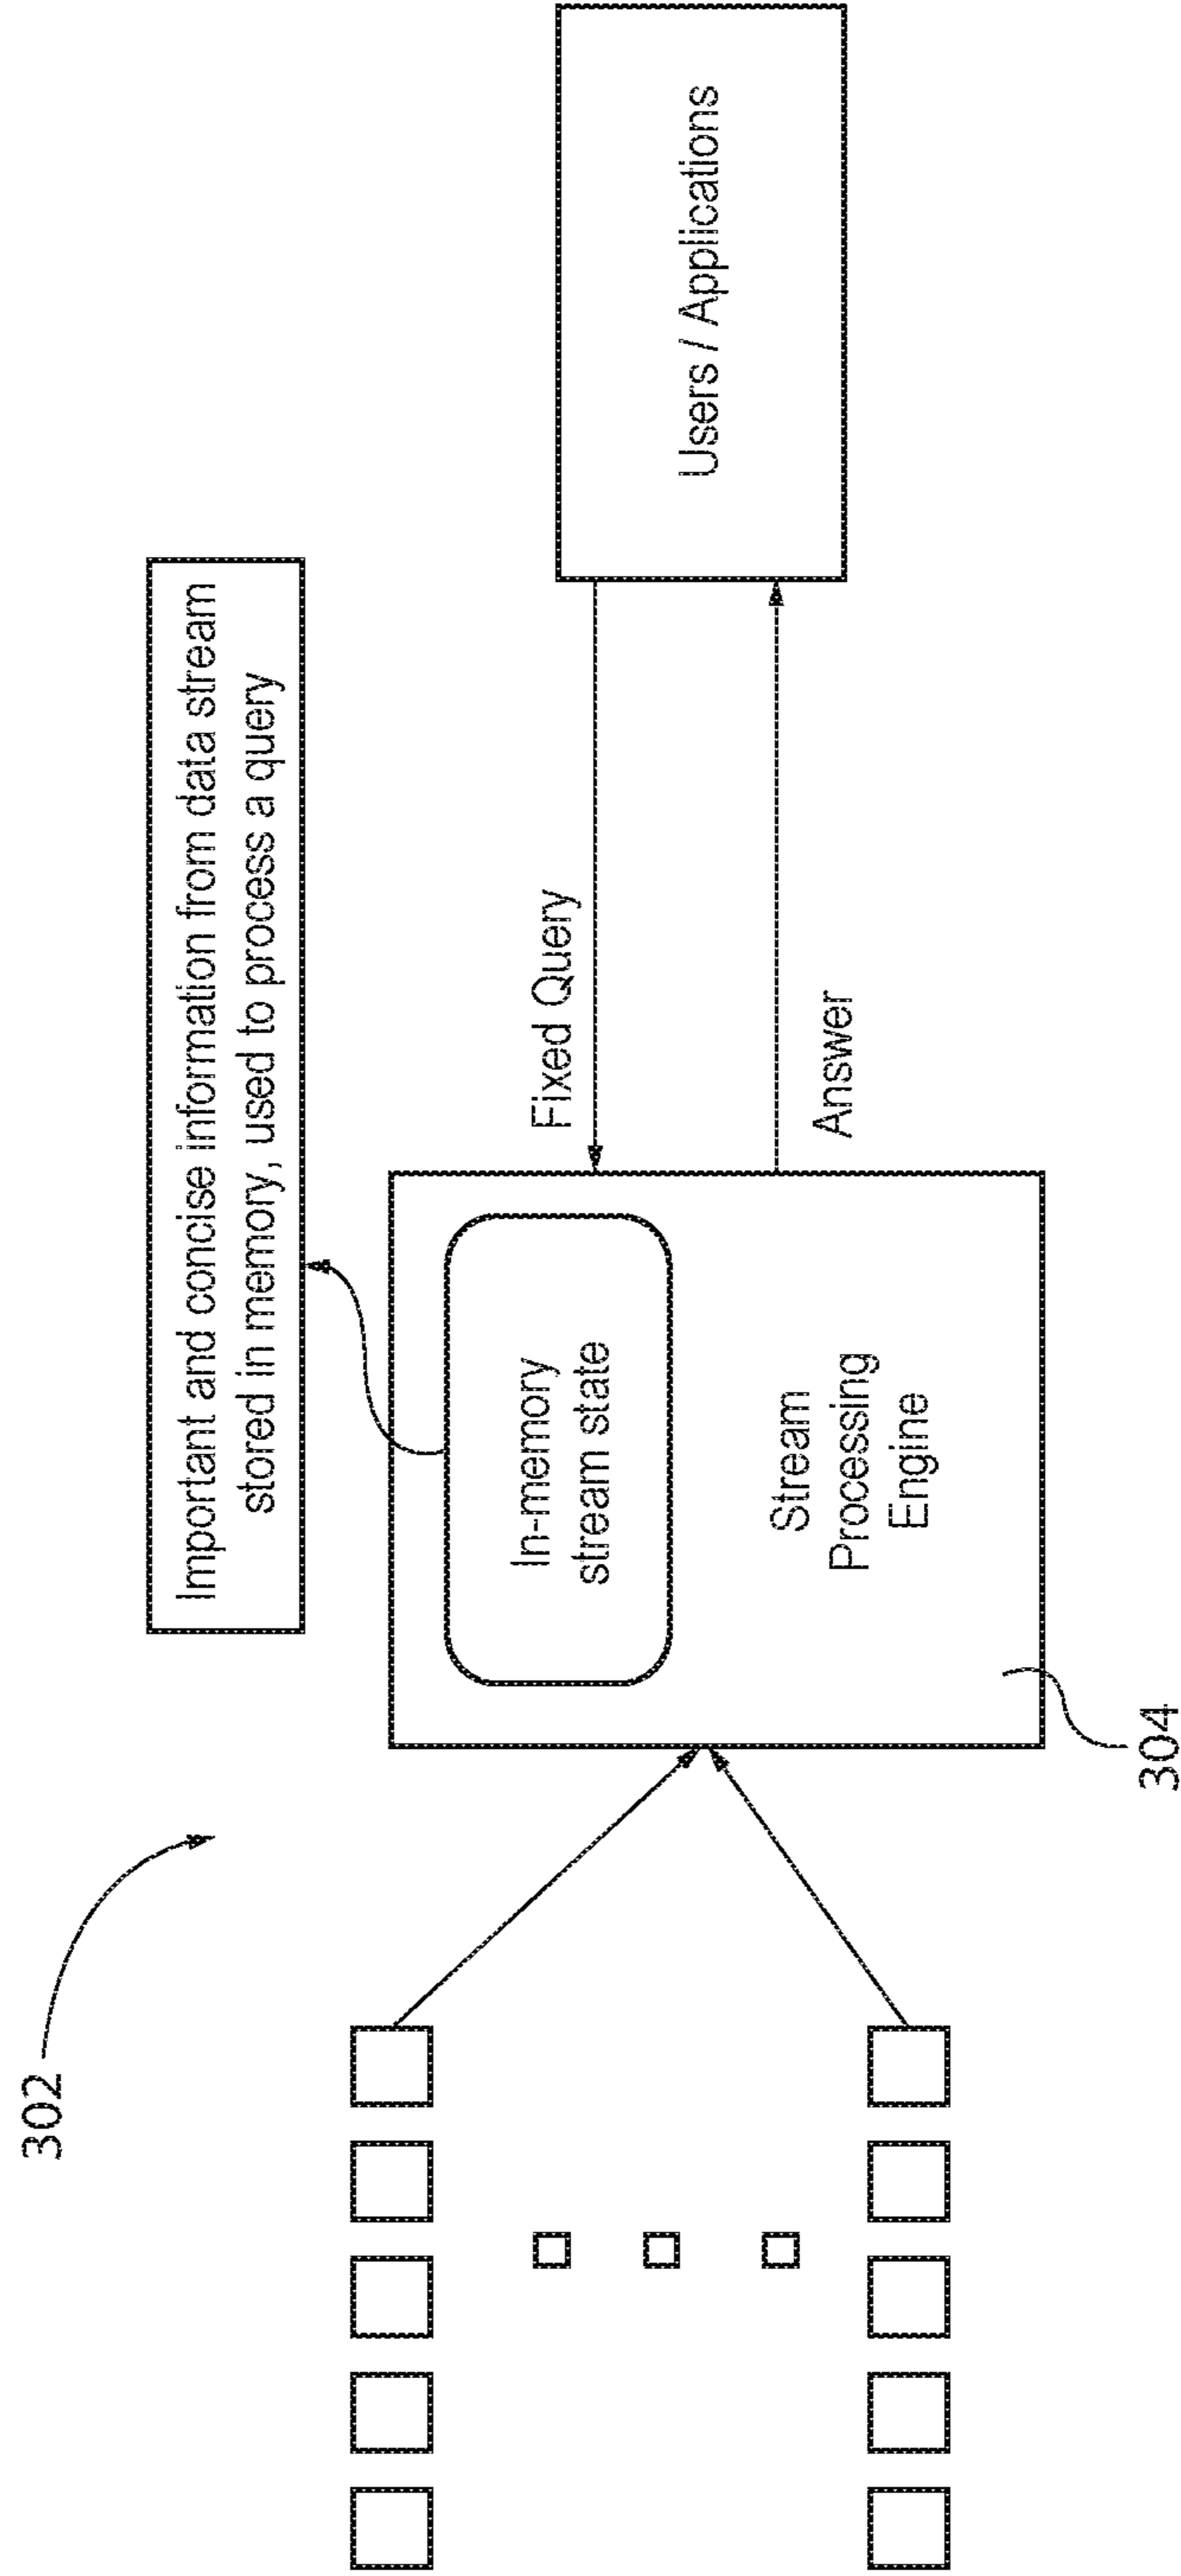 302
Important and concise information from data stream
stored in memory, used to process a query
In-memory
stream state
Stream
Processing
Engine
304
Fixed Query
Answer
Users / Applications